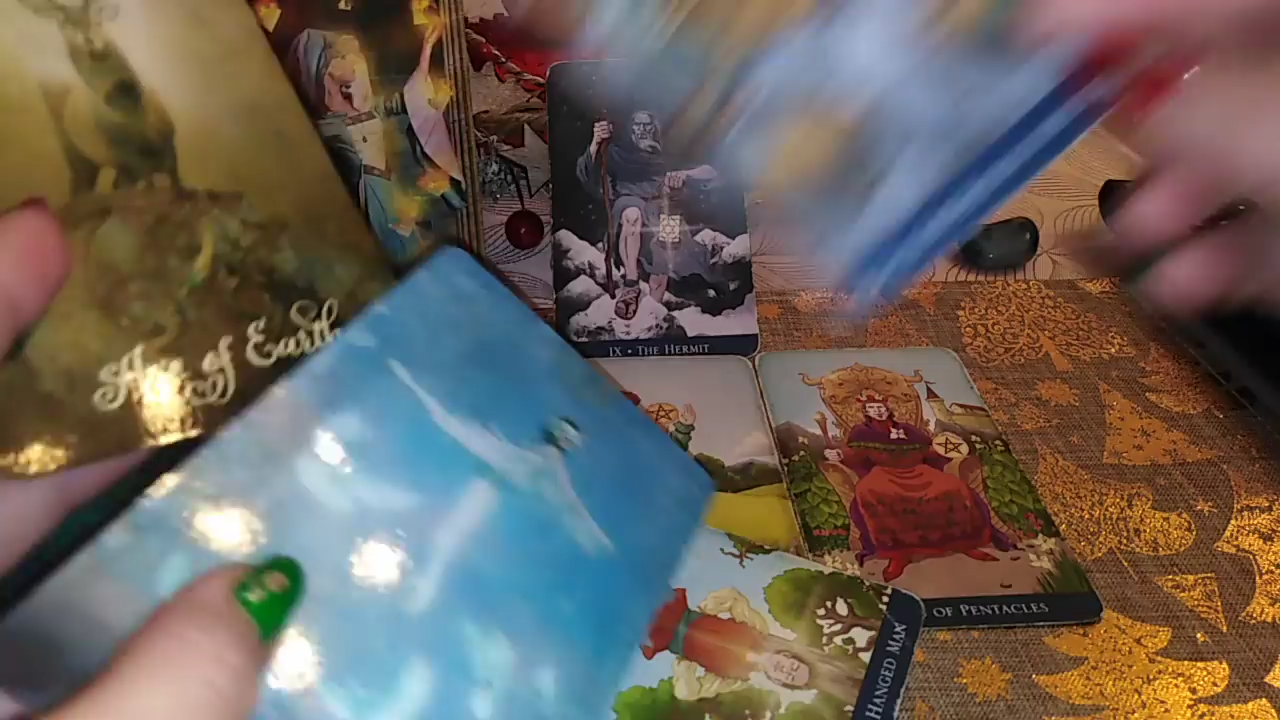 IX • THE HERMIT
Ace of Earth
OF PENTACLES
HANGED MAN